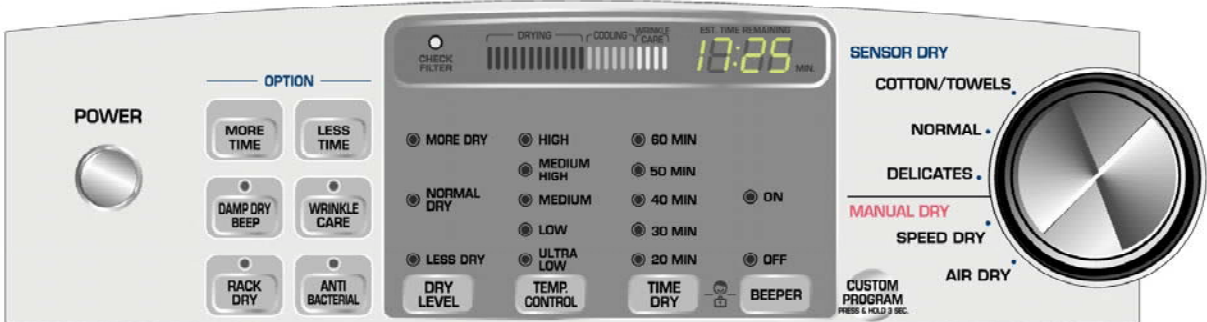 POWER
OPTION
MORE
TIME
LESS
TIME
DAMP DRY
BEEP
WRINKLE
CARE
RACK
DRY
ANTI
BACTERIAL
CHECK
FILTER
DRYING
COOLING
WRINKLE
CARE
EST. TIME REMAINING
17:25
MIN.
MORE DRY
NORMAL
DRY
LESS DRY
DRY
LEVEL
HIGH
MEDIUM
HIGH
MEDIUM
LOW
ULTRA
LOW
TEMP.
CONTROL
60 MIN
50 MIN
40 MIN
30 MIN
20 MIN
TIME
DRY
ON
OFF
BEEPER
CUSTOM
PROGRAM
PRESS & HOLD 3 SEC.
SENSOR DRY
COTTON/TOWELS
NORMAL
DELICATES
MANUAL DRY
SPEED DRY
AIR DRY